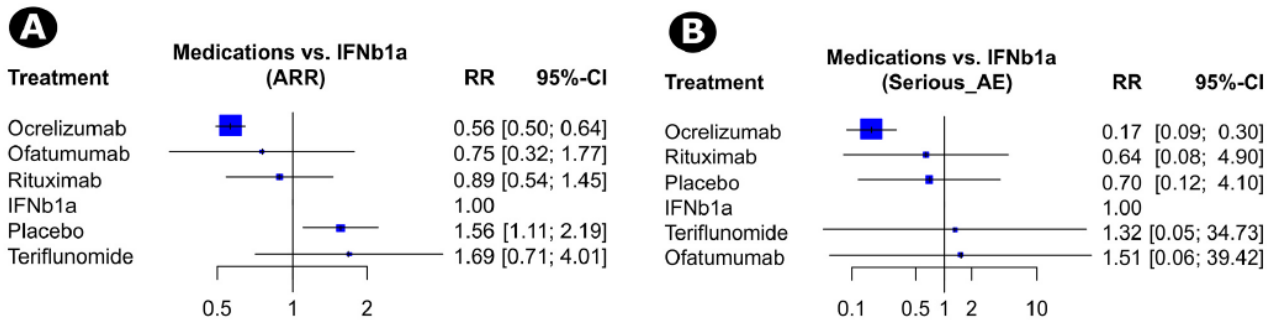 A
Medications vs. IFNb1a
Treatment (ARR) RR 95%-CI
Ocrelizumab 0.56 [0.50; 0.64]
Ofatumumab 0.75 [0.32; 1.77]
Rituximab 0.89 [0.54; 1.45]
IFNb1a 1.00
Placebo 1.56 [1.11; 2.19]
Teriflunomide 1.69 [0.71; 4.01]
0.5 1 2
B
Medications vs. IFNb1a
Treatment (Serious_AE) RR 95%-CI
Ocrelizumab 0.17 [0.09; 0.30]
Rituximab 0.64 [0.08; 4.90]
Placebo 0.70 [0.12; 4.10]
IFNb1a 1.00
Teriflunomide 1.32 [0.05; 34.73]
Ofatumumab 1.51 [0.06; 39.42]
0.1 0.5 1 2 10